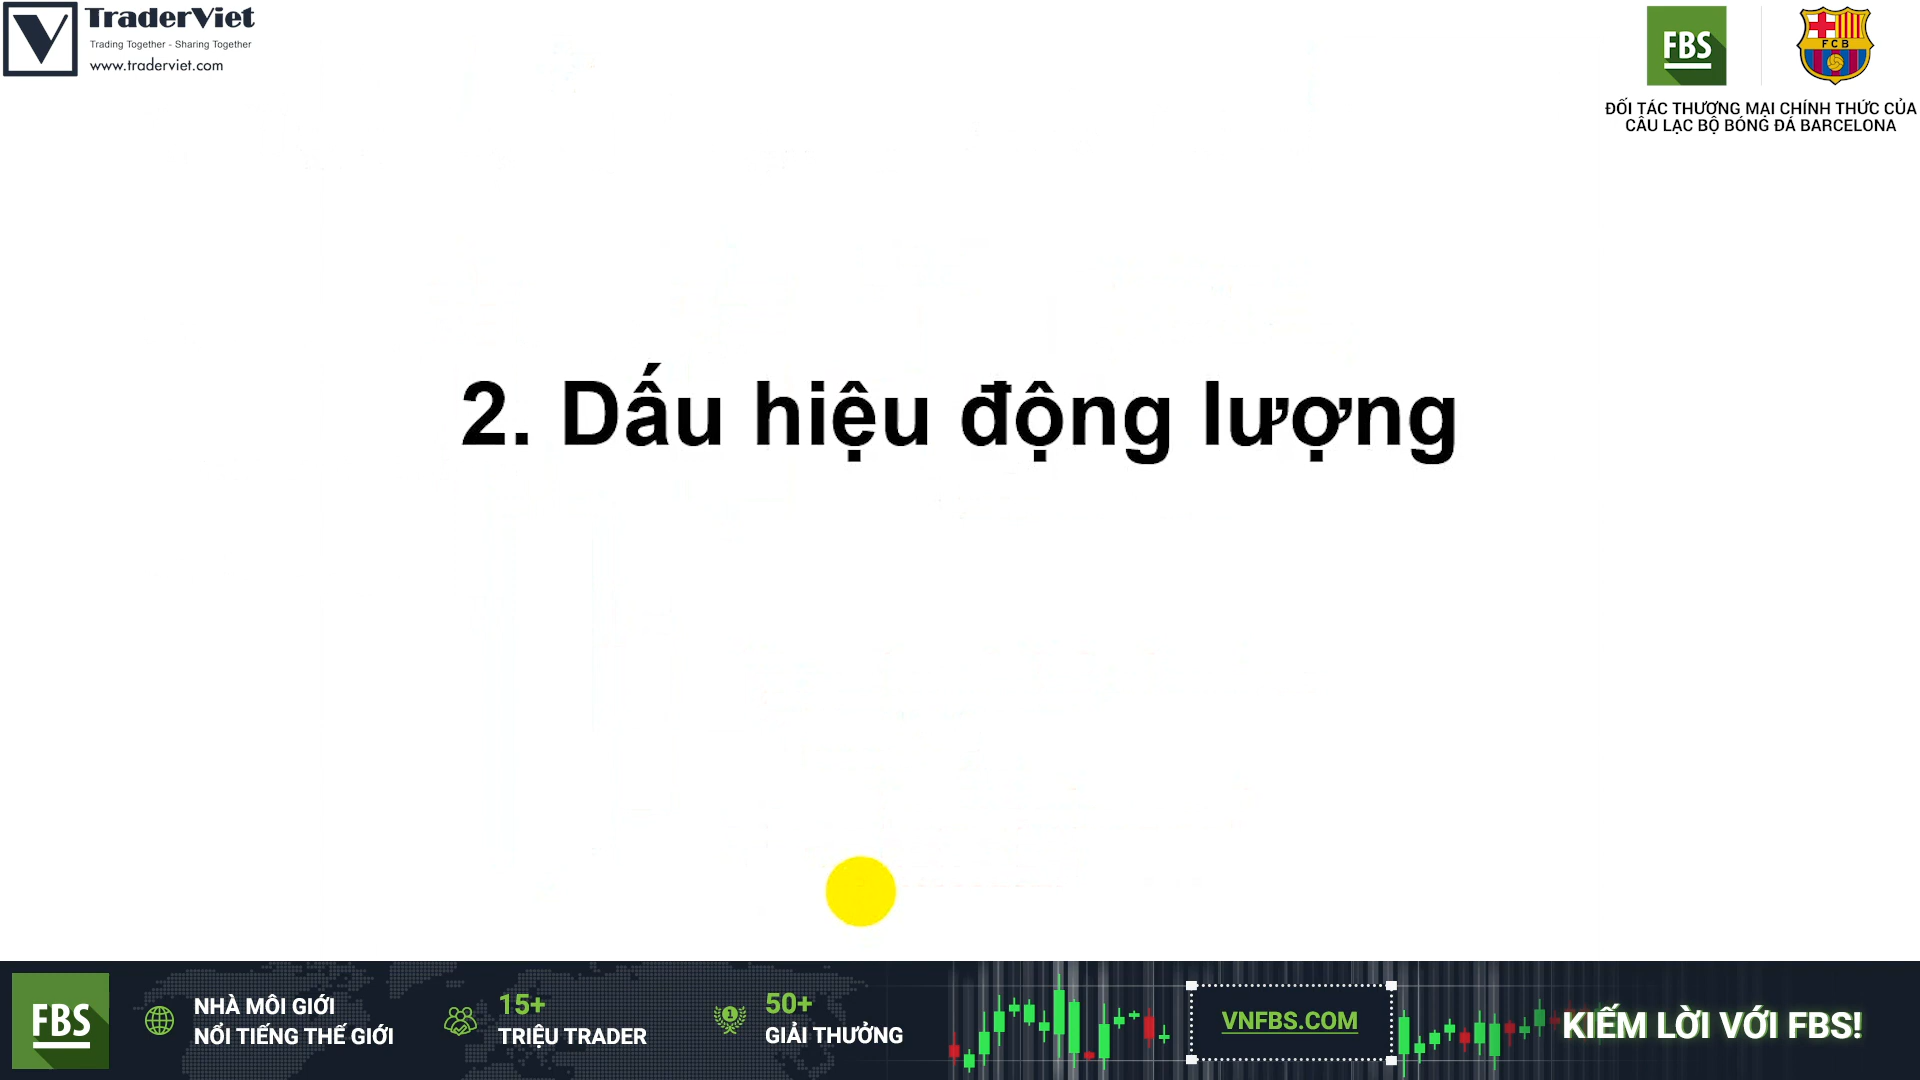 TraderViet
Trading Together - Sharing Together
www.traderviet.com
FBS
FCB
ĐỐI TÁC THƯƠNG MẠI CHÍNH THỨC CỦA
CÂU LẠC BỘ BÓNG ĐÁ BARCELONA
2. Dấu hiệu động lượng
FBS
NHÀ MÔI GIỚI
NỔI TIẾNG THẾ GIỚI
15+
TRIỆU TRADER
1
50+
GIẢI THƯỞNG
VNFBS.COM
KIẾM LỜI VỚI FBS!